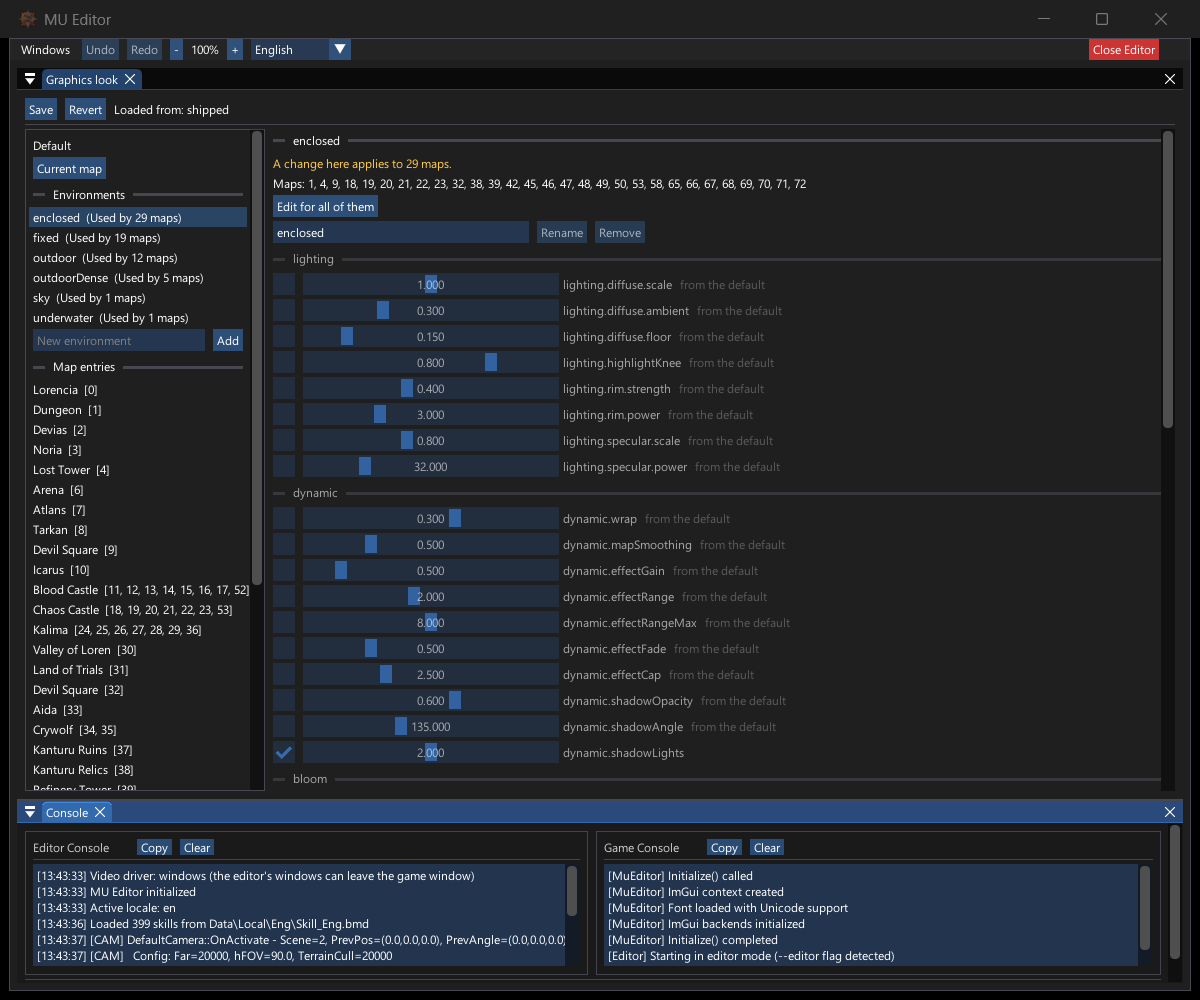 MU Editor
Windows Undo Redo - 100% + English Close Editor
Graphics look
Save Revert Loaded from: shipped
Default
Current map
Environments
enclosed (Used by 29 maps)
fixed (Used by 19 maps)
outdoor (Used by 12 maps)
outdoorDense (Used by 5 maps)
sky (Used by 1 maps)
underwater (Used by 1 maps)
New environment Add
Map entries
Lorencia [0]
Dungeon [1]
Devias [2]
Noria [3]
Lost Tower [4]
Arena [6]
Atlans [7]
Tarkan [8]
Devil Square [9]
Icarus [10]
Blood Castle [11, 12, 13, 14, 15, 16, 17, 52]
Chaos Castle [18, 19, 20, 21, 22, 23, 53]
Kalima [24, 25, 26, 27, 28, 29, 36]
Valley of Loren [30]
Land of Trials [31]
Devil Square [32]
Aida [33]
Crywolf [34, 35]
Kanturu Ruins [37]
Kanturu Relics [38]
Refinery Tower [39]
enclosed
A change here applies to 29 maps.
Maps: 1, 4, 9, 18, 19, 20, 21, 22, 23, 32, 38, 39, 42, 45, 46, 47, 48, 49, 50, 53, 58, 65, 66, 67, 68, 69, 70, 71, 72
Edit for all of them
enclosed Rename Remove
lighting
1.000 lighting.diffuse.scale from the default
0.300 lighting.diffuse.ambient from the default
0.150 lighting.diffuse.floor from the default
0.800 lighting.highlightKnee from the default
0.400 lighting.rim.strength from the default
3.000 lighting.rim.power from the default
0.800 lighting.specular.scale from the default
32.000 lighting.specular.power from the default
dynamic
0.300 dynamic.wrap from the default
0.500 dynamic.mapSmoothing from the default
0.500 dynamic.effectGain from the default
2.000 dynamic.effectRange from the default
8.000 dynamic.effectRangeMax from the default
0.500 dynamic.effectFade from the default
2.500 dynamic.effectCap from the default
0.600 dynamic.shadowOpacity from the default
135.000 dynamic.shadowAngle from the default
2.000 dynamic.shadowLights
bloom
Console
Editor Console Copy Clear
[13:43:33] Video driver: windows (the editor's windows can leave the game window)
[13:43:33] MU Editor initialized
[13:43:33] Active locale: en
[13:43:36] Loaded 399 skills from Data\Local\Eng\Skill_Eng.bmd
[13:43:37] [CAM] DefaultCamera::OnActivate - Scene=2, PrevPos=(0.0,0.0,0.0), PrevAngle=(0.0,0.0,0.0)
[13:43:37] [CAM] Config: Far=20000, hFOV=90.0, TerrainCull=20000
Game Console Copy Clear
[MuEditor] Initialize() called
[MuEditor] ImGui context created
[MuEditor] Font loaded with Unicode support
[MuEditor] ImGui backends initialized
[MuEditor] Initialize() completed
[Editor] Starting in editor mode (--editor flag detected)